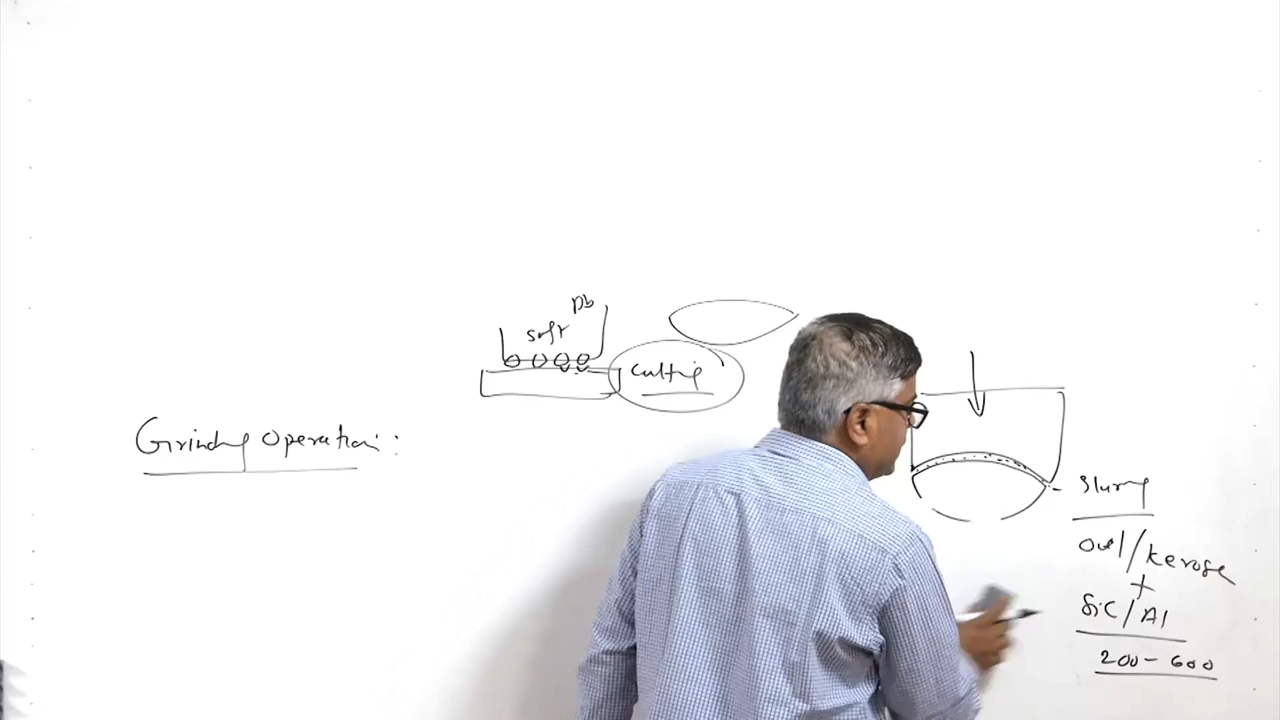 Grinding Operation:
soft
Pb
Cutting
Slurry
Oil/Kerose
+
SiC/Al
200-600